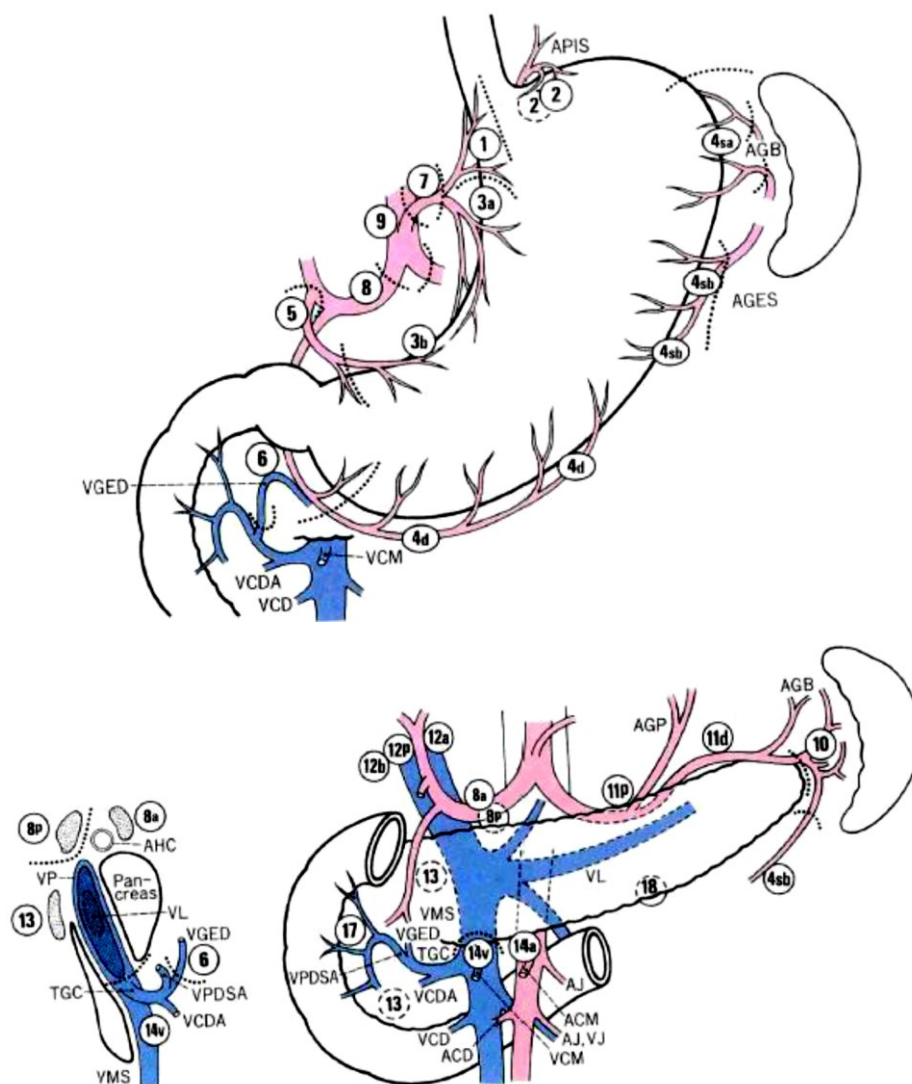 APIS
2 2
4sa
AGB
1
7
3a
9
8
4sb
AGES
5
3b
4sb
6
VGED
4d
4d
VCM
VCDA
VCD
AGB
AGP
11d
10
12a
12p
12b
8a
8p
11p
8p
8a
AHC
VP
Pan-
creas
13
VL
VGED
6
TGC
VPDSA
VCDA
14v
VMS
13
VL
18
14sb
VMS
17
VGED
TGC
14v
14a
VPDSA
13
VCDA
AJ
VCD
ACD
ACM
AJ, VJ
VCM